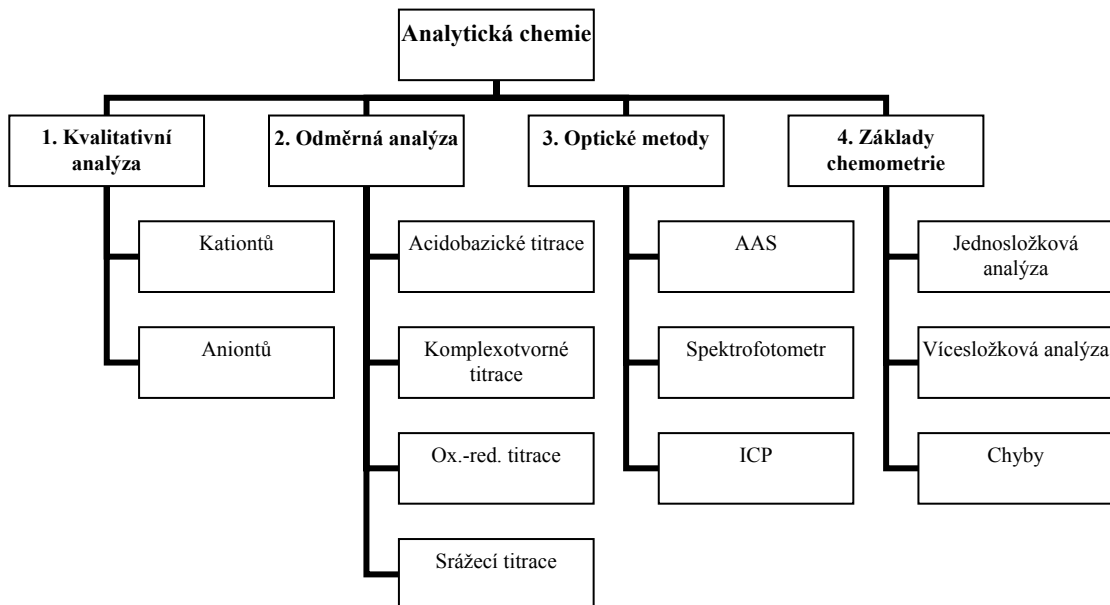 Analytická chemie
1. Kvalitativní
analýza
2. Odměrná analýza
3. Optické metody
4. Základy
chemometrie
Kationtů
Aniontů
Acidobazické titrace
Komplexotvorné
titrace
Ox.-red. titrace
Srážecí titrace
AAS
Spektrofotometr
ICP
Jednosložková
analýza
Vícesložková analýza
Chyby